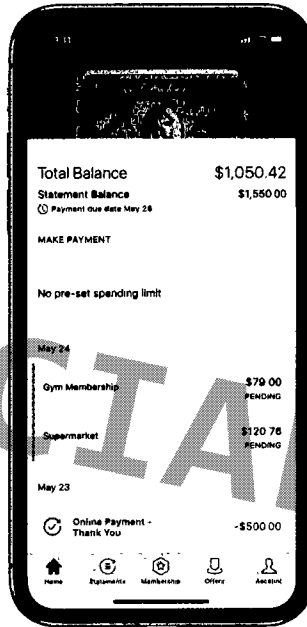 Total Balance $1,050.42
Statement Balance $1,550 00
Payment due date May 26
MAKE PAYMENT
No pre-set spending limit
May 24
Gym Membership $79 00
PENDING
Supermarket $120 76
PENDING
May 23
Online Payment - -$500 00
Thank You
Home Statements Membership Offers Account
CIAL